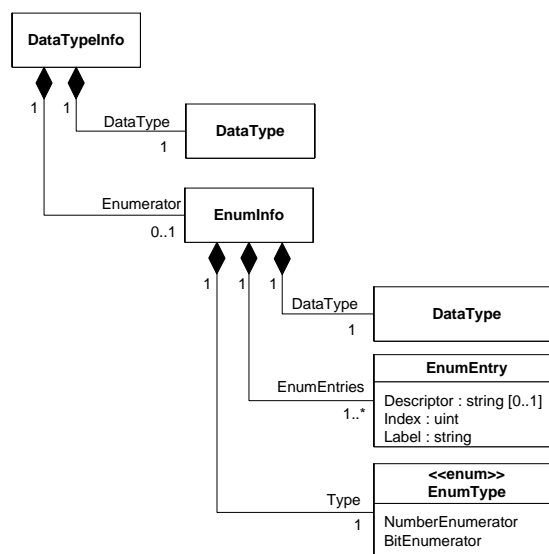 DataTypeInfo
1
1
DataType
1
DataType
Enumerator
0..1
EnumInfo
1
1
1
DataType
1
DataType
EnumEntries
1..*
EnumEntry
Descriptor : string [0..1]
Index : uint
Label : string
Type
1
<<enum>>
EnumType
NumberEnumerator
BitEnumerator